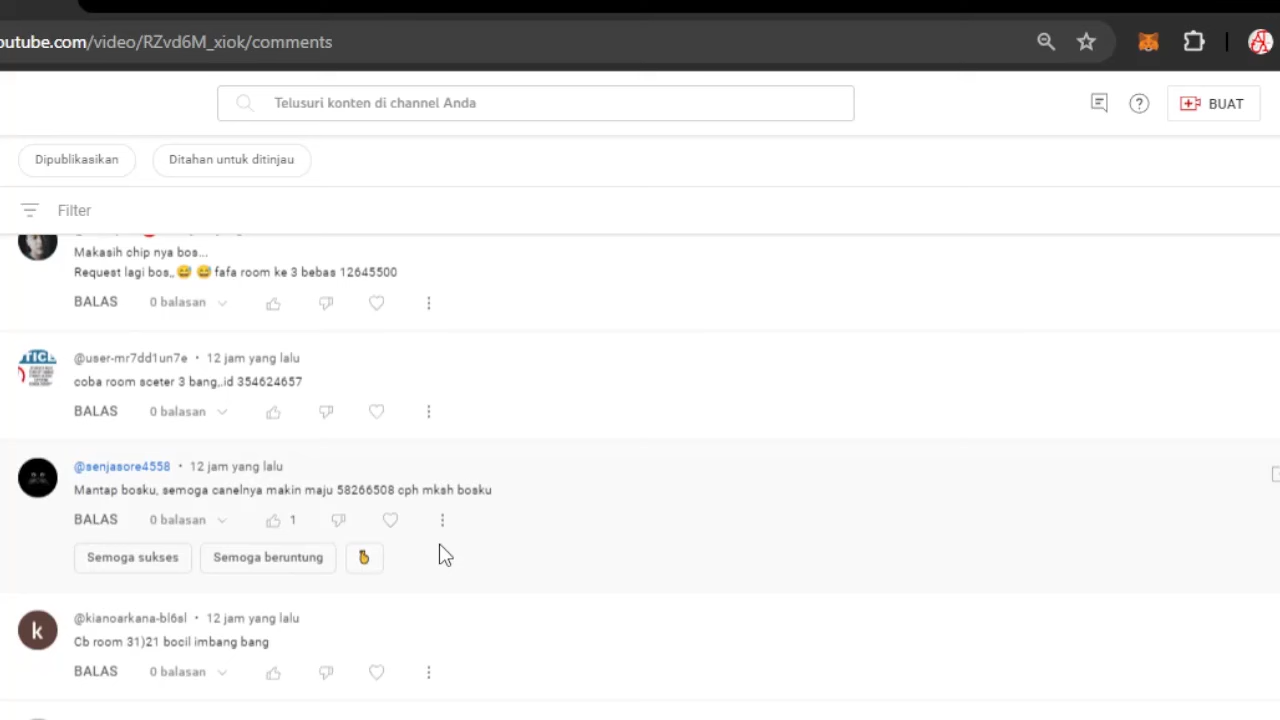 outube.com/video/RZvd6M_xiok/comments
Telusuri konten di channel Anda
BUAT
Dipublikasikan
Ditahan untuk ditinjau
Filter
Makasih chip nya bos...
Request lagi bos,,😅 😅 fafa room ke 3 bebas 12645500
BALAS 0 balasan
TICE
@user-mr7dd1un7e • 12 jam yang lalu
coba room sceter 3 bang,,id 354624657
BALAS 0 balasan
@senjasore4558 • 12 jam yang lalu
Mantap bosku, semoga canelnya makin maju 58266508 cph mksh bosku
BALAS 0 balasan 1
Semoga sukses
Semoga beruntung
k
@kianoarkana-bl6sl • 12 jam yang lalu
Cb room 31)21 bocil imbang bang
BALAS 0 balasan